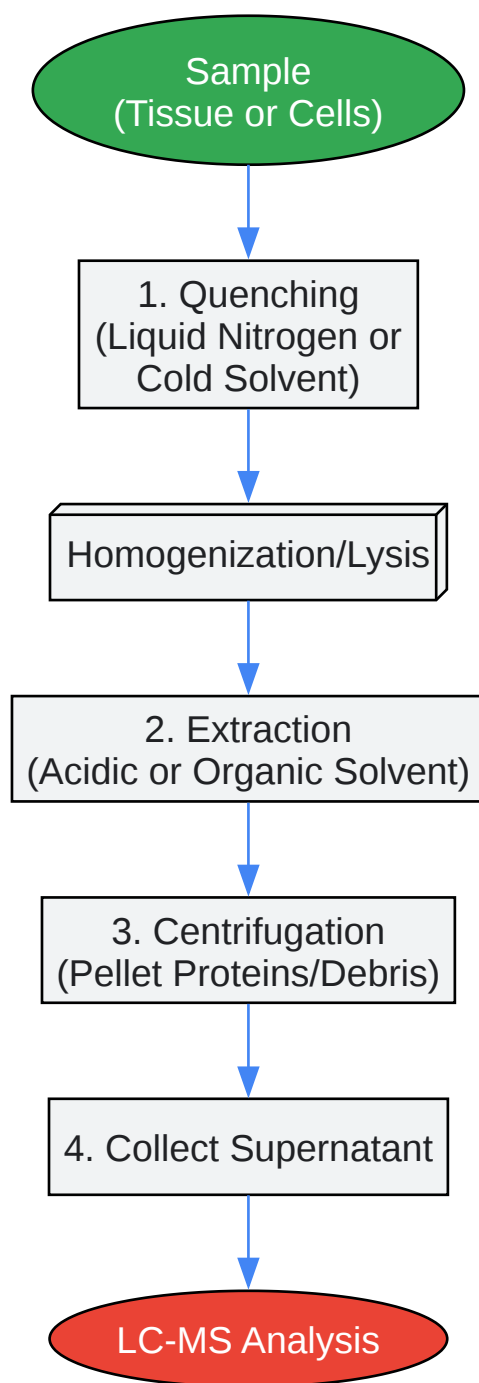 Sample
(Tissue or Cells)
1. Quenching
(Liquid Nitrogen or
Cold Solvent)
Homogenization/Lysis
2. Extraction
(Acidic or Organic Solvent)
3. Centrifugation
(Pellet Proteins/Debris)
4. Collect Supernatant
LC-MS Analysis